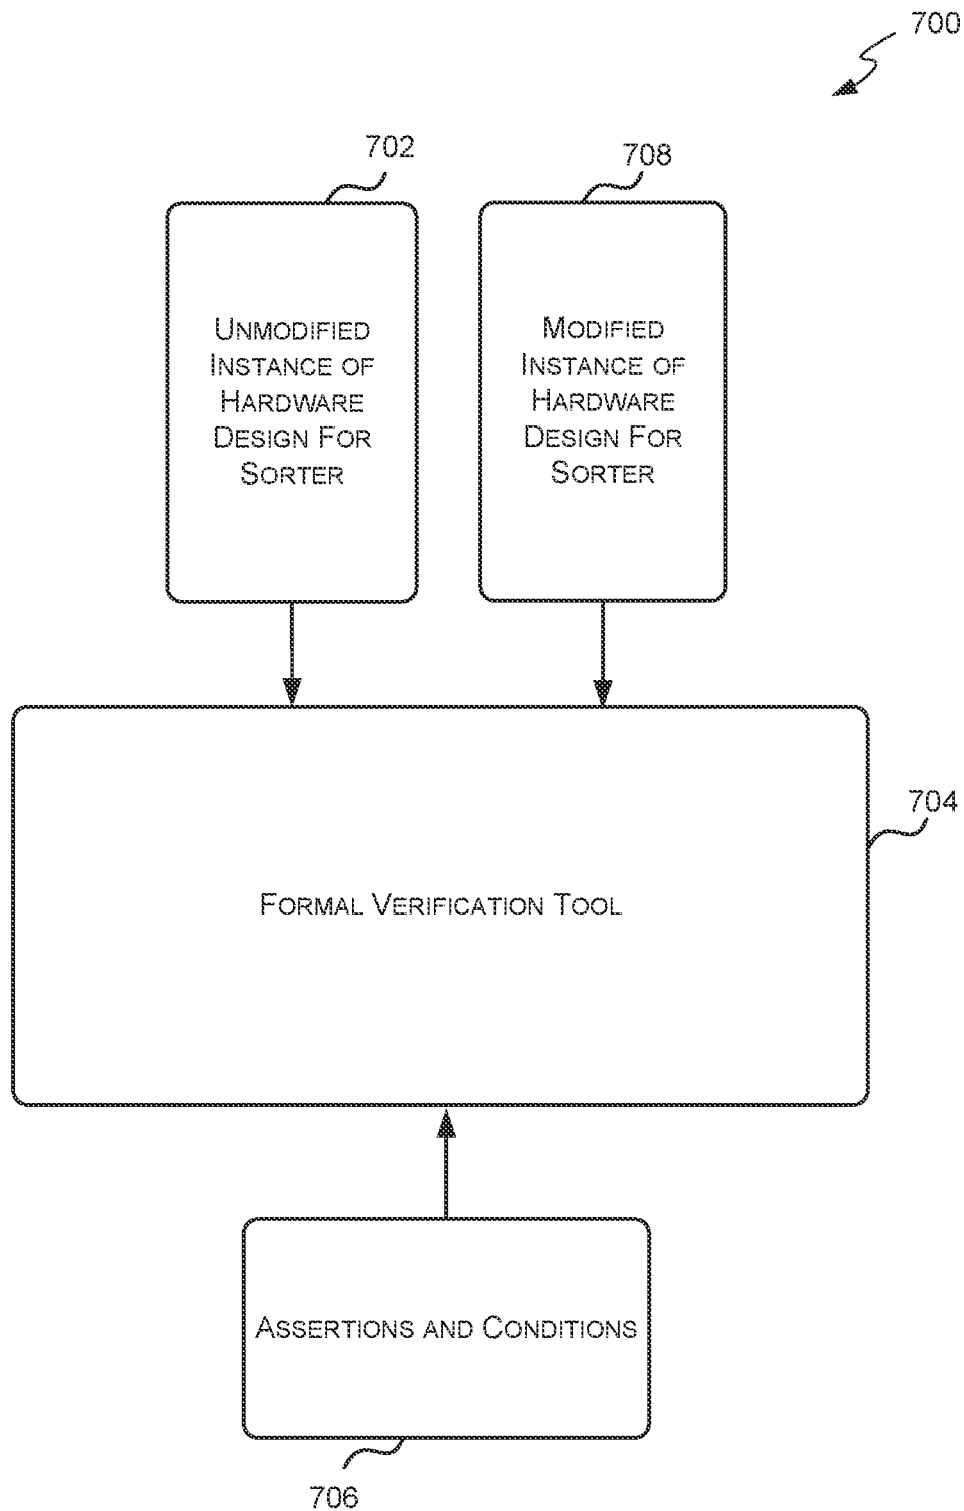 700
702
708
UNMODIFIED
INSTANCE OF
HARDWARE
DESIGN FOR
SORTER
MODIFIED
INSTANCE OF
HARDWARE
DESIGN FOR
SORTER
704
FORMAL VERIFICATION TOOL
ASSERTIONS AND CONDITIONS
706